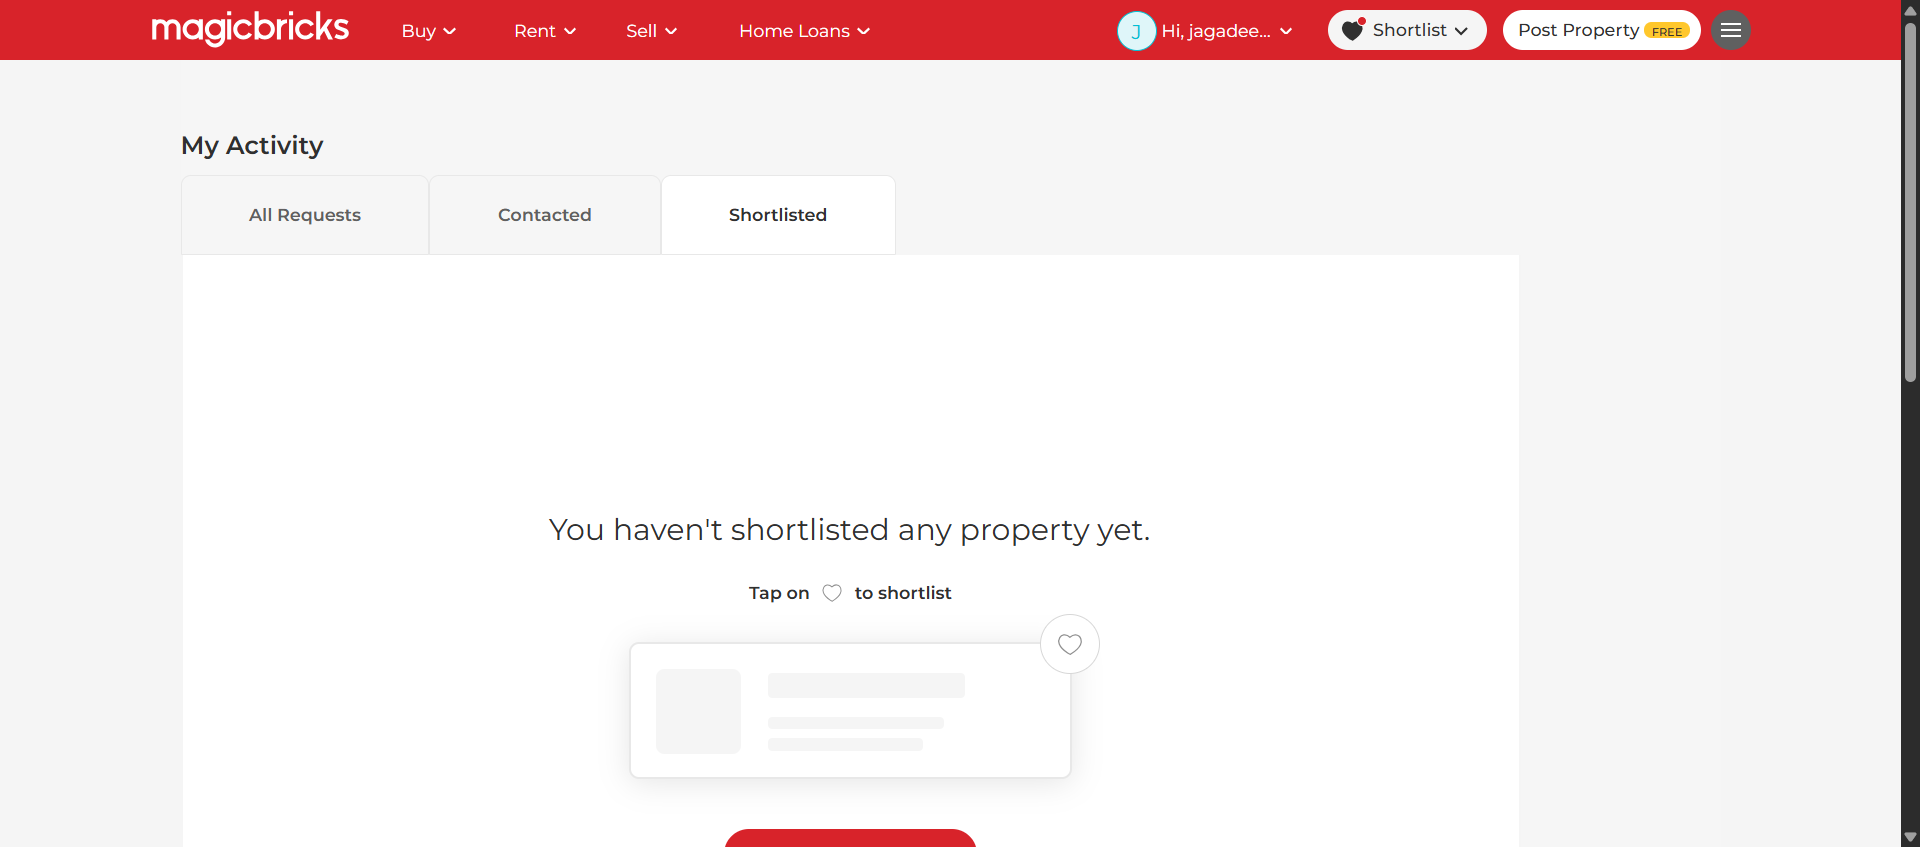 magicbricks Buy Rent Sell Home Loans J Hi, jagadee... Shortlist Post Property FREE
My Activity
All Requests Contacted Shortlisted
You haven't shortlisted any property yet.
Tap on to shortlist